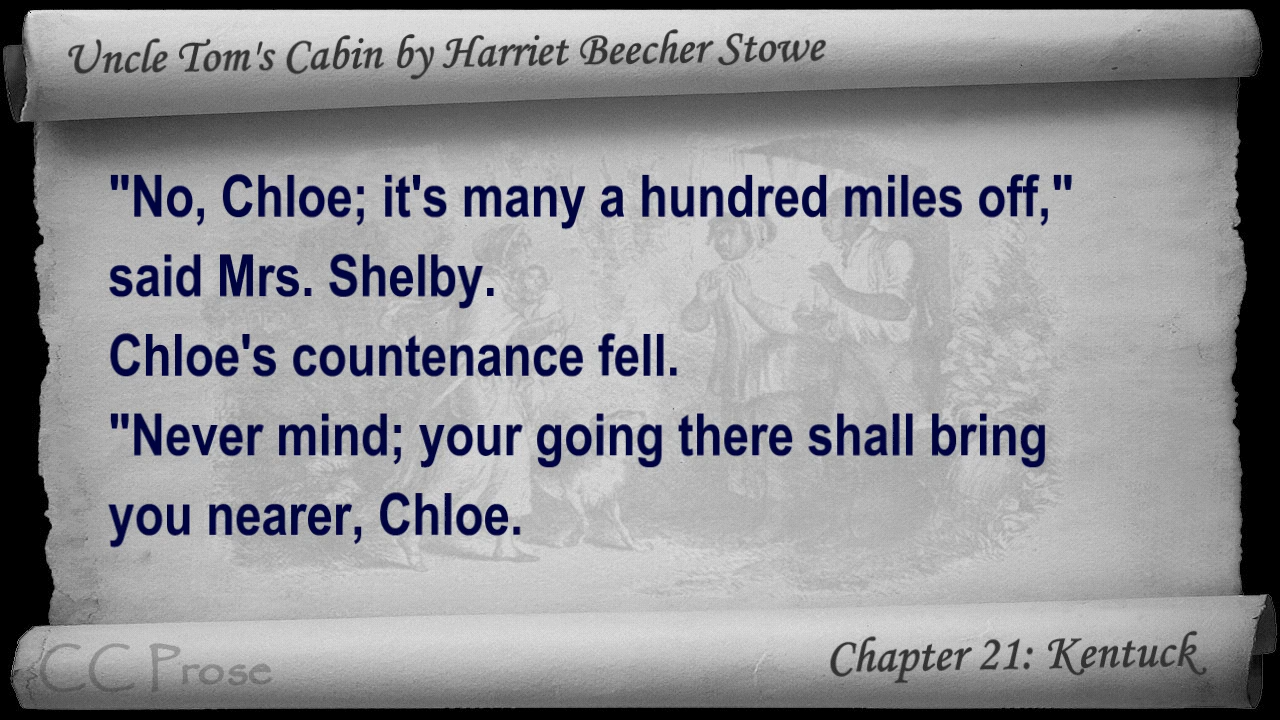 Uncle Tom's Cabin by Harriet Beecher Stowe
"No, Chloe; it's many a hundred miles off,"
said Mrs. Shelby.
Chloe's countenance fell.
"Never mind; your going there shall bring
you nearer, Chloe.
CC Prose
Chapter 21: Kentuck